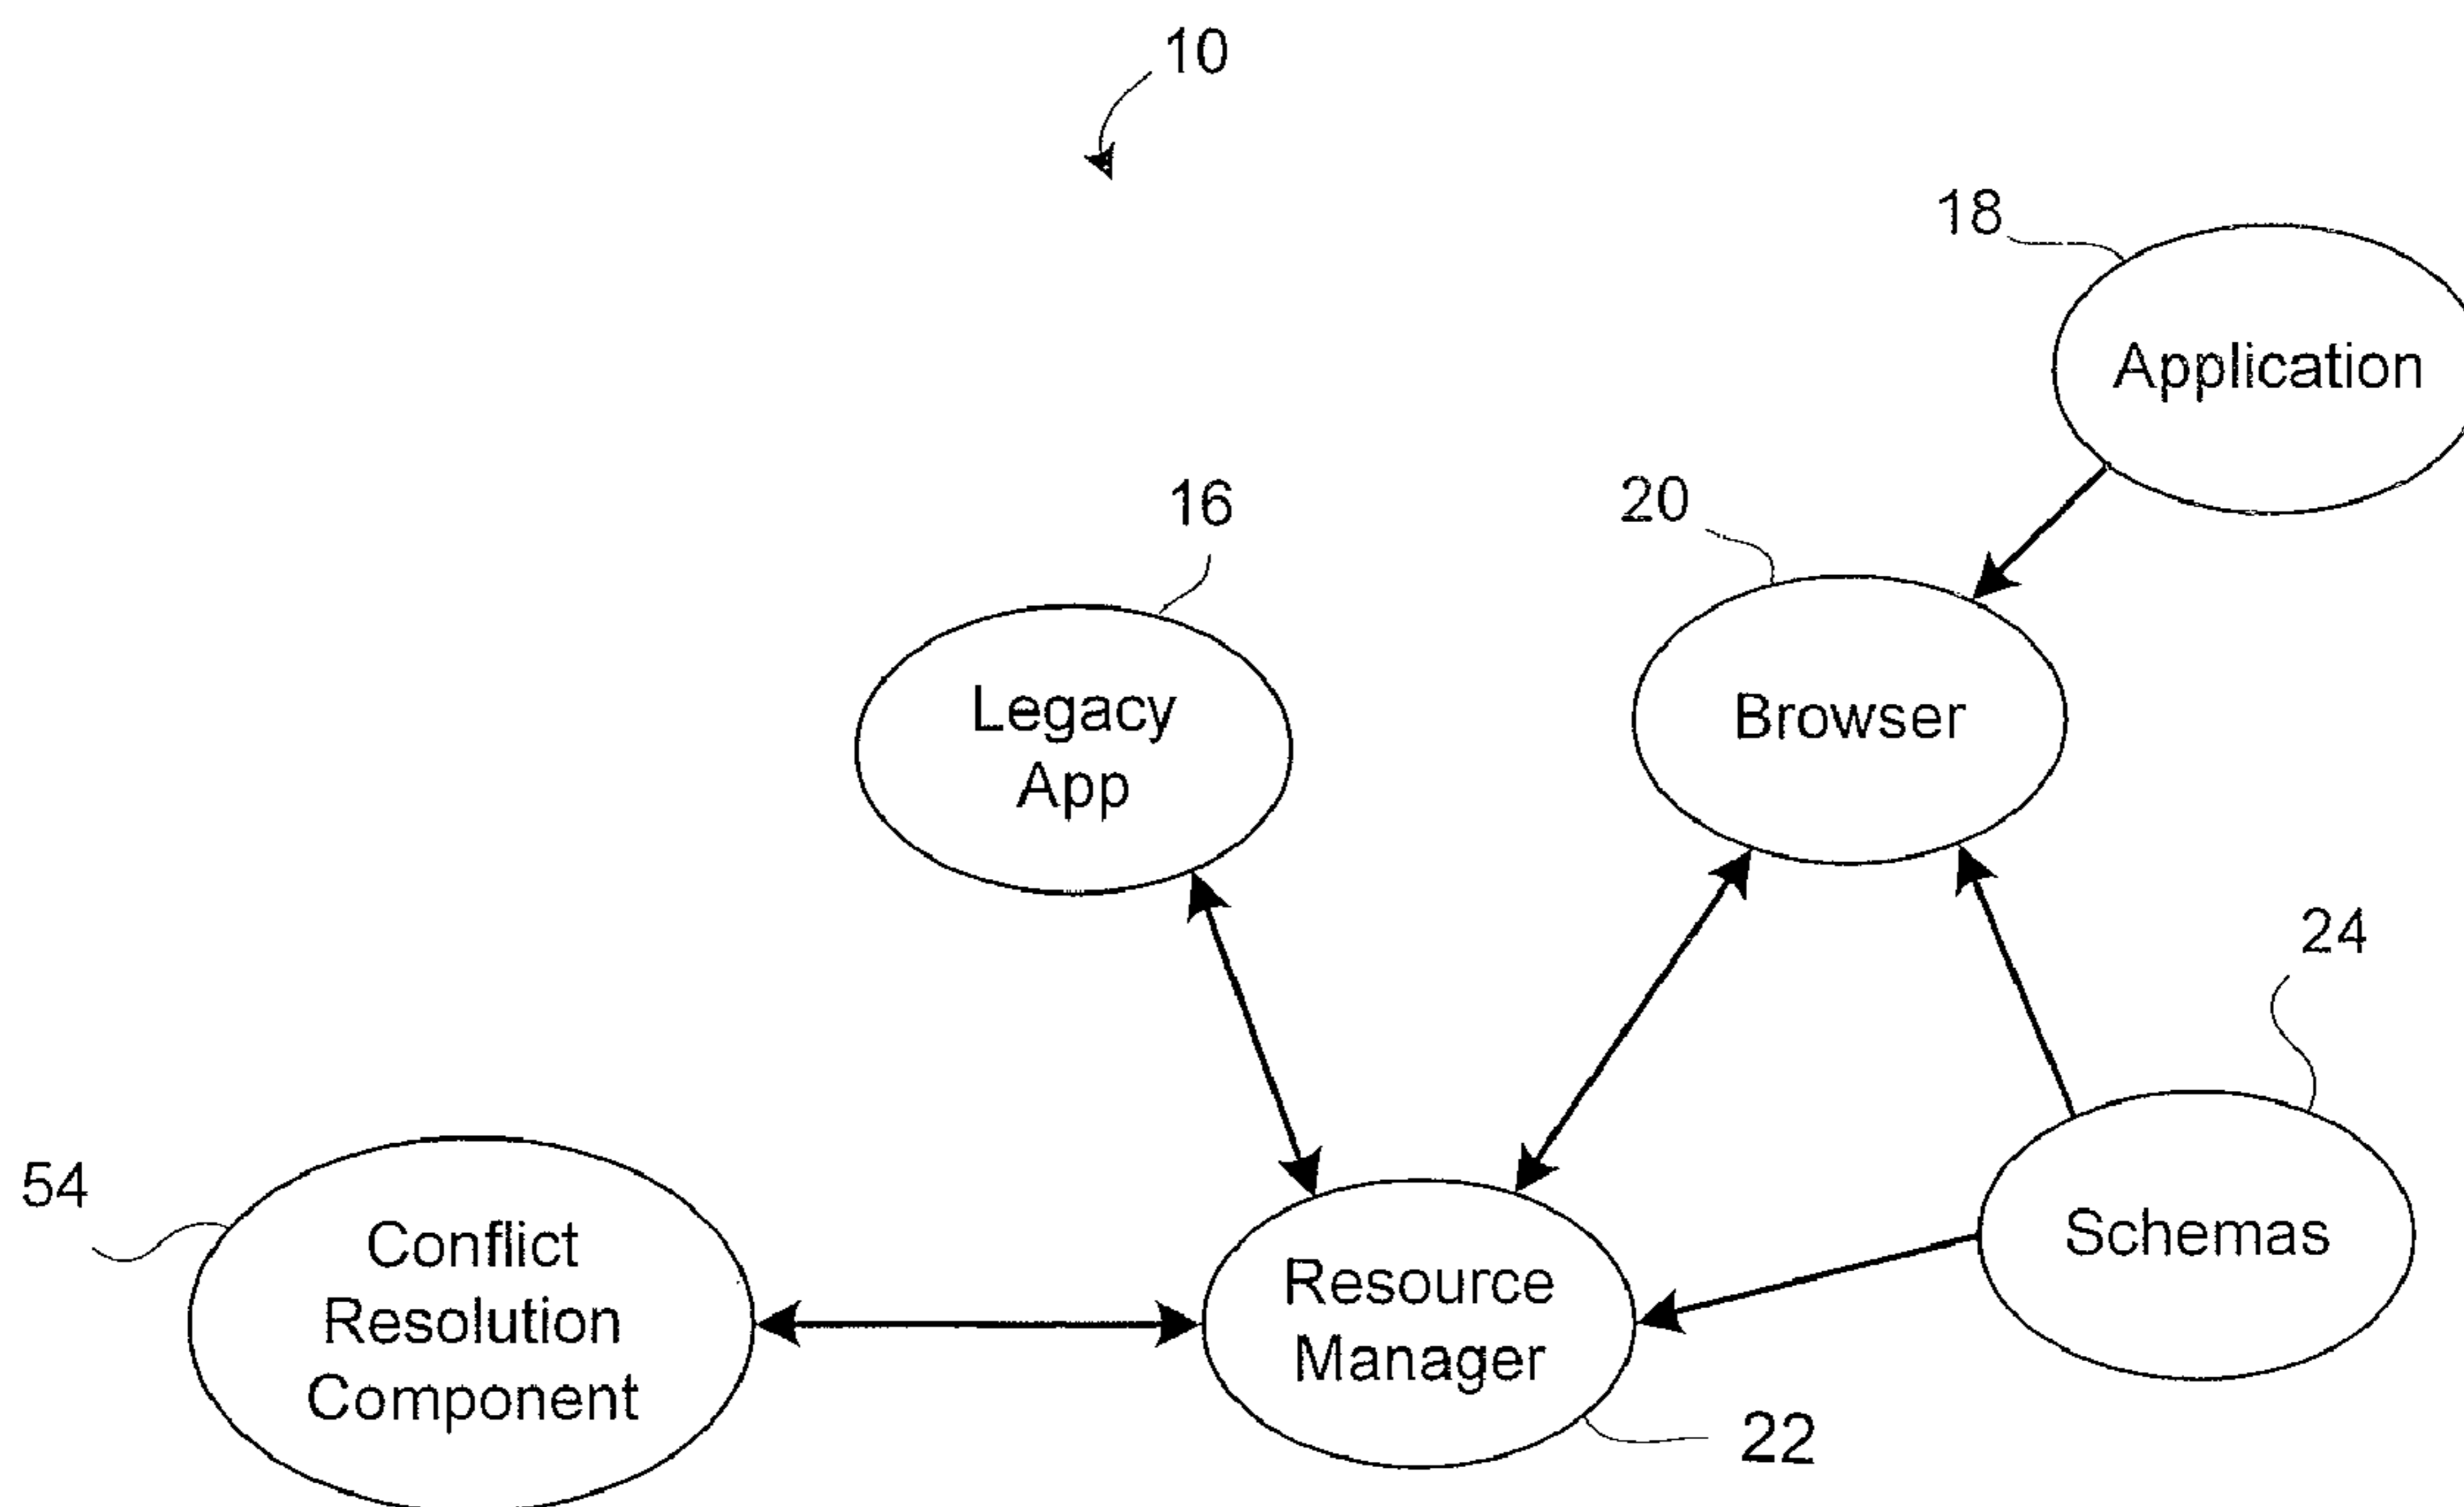 10
18
Application
16
20
Legacy
App
Browser
24
54
Conflict
Resolution
Component
Resource
Manager
Schemas
22